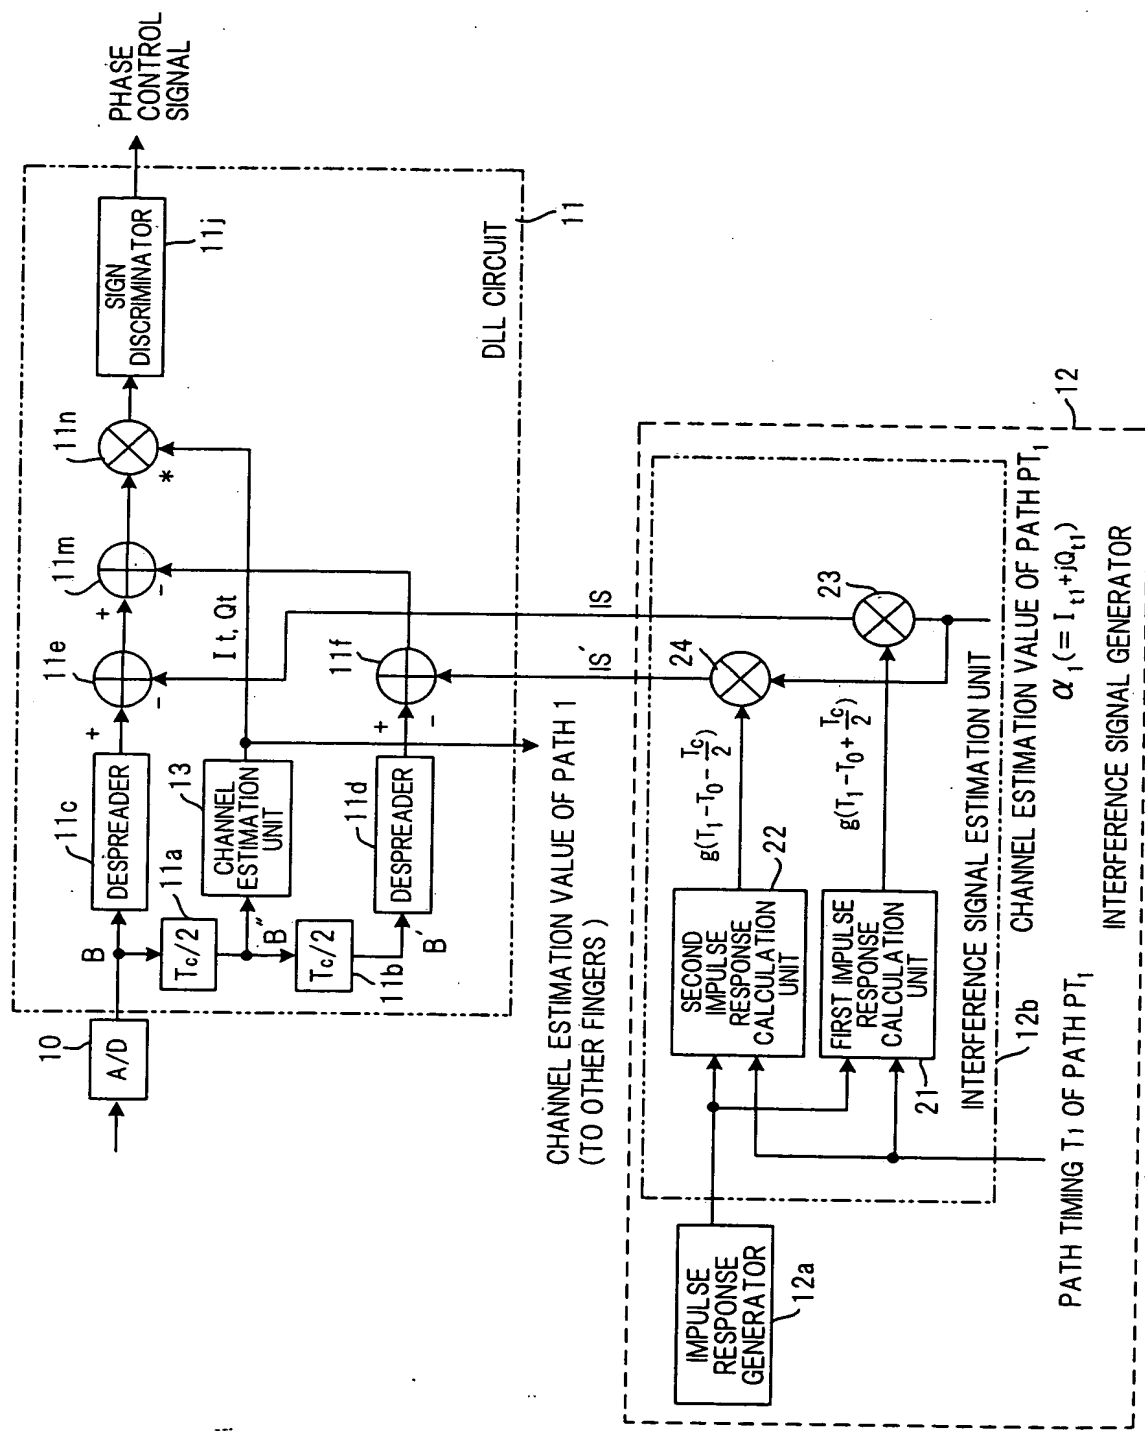 10
A/D
B
11c
DESPREADER
+
11e
-
+
11m
-
11n
*
SIGN
DISCRIMINATOR
11j
PHASE
CONTROL
SIGNAL
11a
Tc/2
B"
13
CHANNEL
ESTIMATION
UNIT
It, Qt
Tc/2
11b
B'
11d
DESPREADER
+
11f
-
DLL CIRCUIT
11
CHANNEL ESTIMATION VALUE OF PATH 1
(TO OTHER FINGERS)
IS'
IS
12
IMPULSE
RESPONSE
GENERATOR
12a
SECOND
IMPULSE
RESPONSE
CALCULATION
UNIT
22
g(T1-T0-Tc/2)
24
FIRST IMPULSE
RESPONSE
CALCULATION
UNIT
21
g(T1-T0+Tc/2)
23
INTERFERENCE SIGNAL ESTIMATION UNIT
12b
CHANNEL ESTIMATION VALUE OF PATH PT1
α1(=It1+jQt1)
PATH TIMING T1 OF PATH PT1
INTERFERENCE SIGNAL GENERATOR